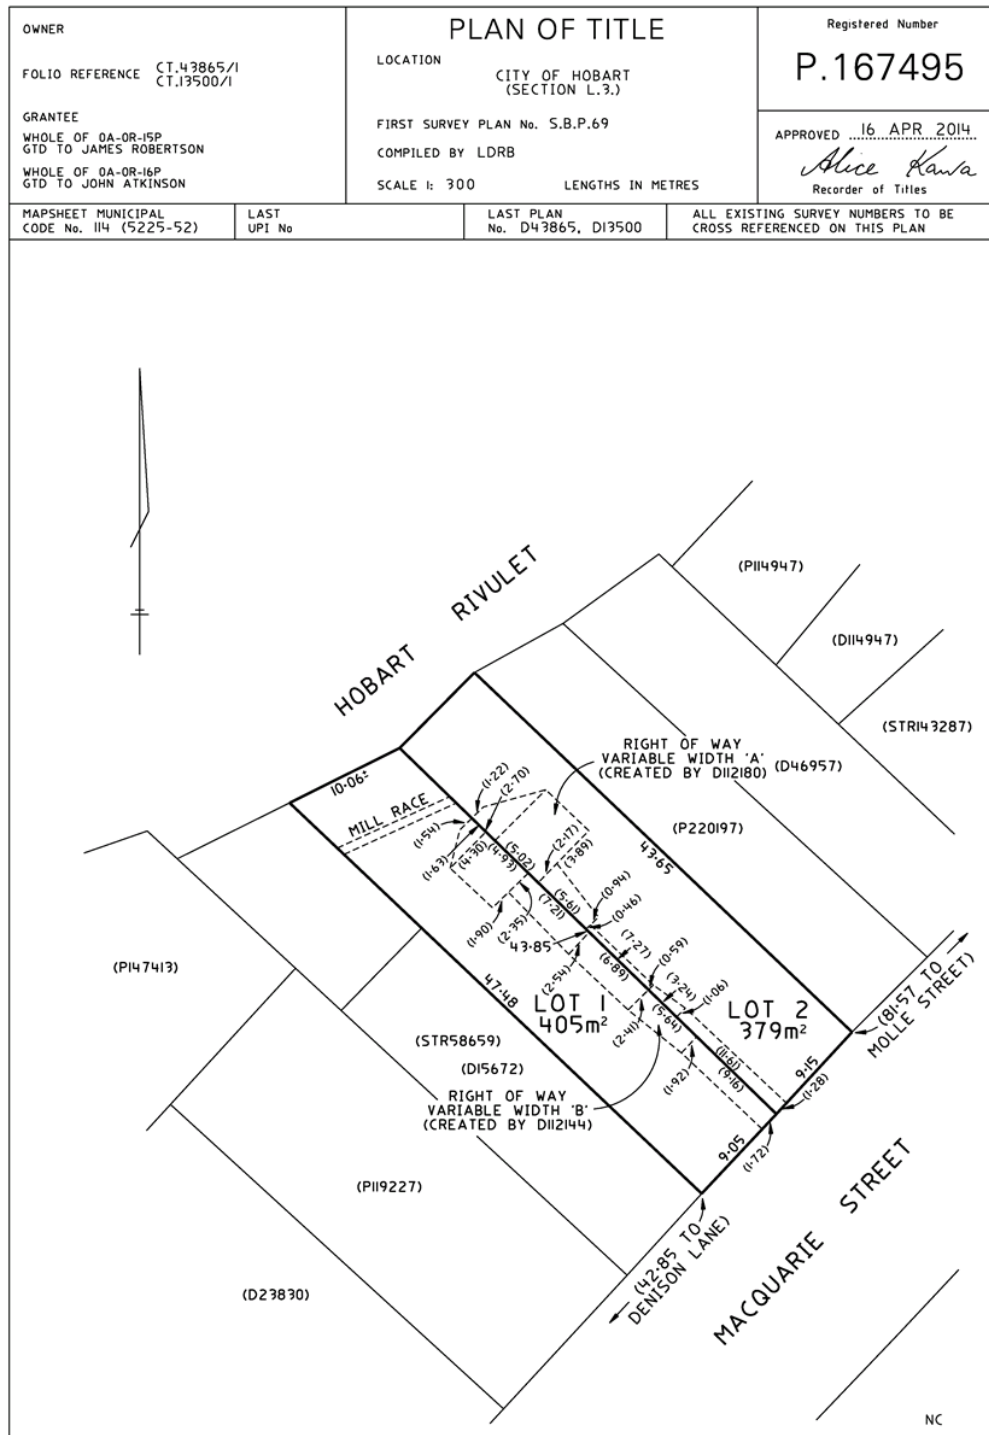 OWNER
FOLIO REFERENCE CT.43865/1
CT.13500/1
GRANTEE
WHOLE OF 0A-0R-15P
GTD TO JAMES ROBERTSON
WHOLE OF 0A-0R-16P
GTD TO JOHN ATKINSON
PLAN OF TITLE
LOCATION
CITY OF HOBART
(SECTION L.3.)
FIRST SURVEY PLAN No. S.B.P.69
COMPILED BY LDRB
SCALE 1: 300 LENGTHS IN METRES
Registered Number
P.167495
APPROVED 16 APR 2014
Alice Kawa
Recorder of Titles
MAPSHEET MUNICIPAL
CODE No. 114 (5225-52)
LAST
UPI No
LAST PLAN
No. D43865, D13500
ALL EXISTING SURVEY NUMBERS TO BE
CROSS REFERENCED ON THIS PLAN
HOBART RIVULET
(P114947)
(D114947)
(STR143287)
RIGHT OF WAY
VARIABLE WIDTH 'A'
(CREATED BY D112180)
(D46957)
(P220197)
10·06±
MILL RACE
(1·22)
(2·70)
(1·54)
(1·63)
(4·30)
(4·93)
(5·02)
(2·17)
(3·89)
43·65
(5·61)
(7·21)
(0·94)
(0·46)
(1·90)
(2·35)
43·85
(2·54)
(7·27)
(6·89)
(0·59)
(3·24)
(1·06)
(P147413)
47·48
LOT 1
405m²
LOT 2
379m²
(5·64)
(2·41)
(1·92)
(11·61)
(9·16)
(81·57 TO
MOLLE STREET)
9·15
(1·28)
(STR58659)
(D15672)
RIGHT OF WAY
VARIABLE WIDTH 'B'
(CREATED BY D112144)
9·05
(1·72)
(P119227)
(42·85 TO
DENISON LANE)
MACQUARIE STREET
(D23830)
NC